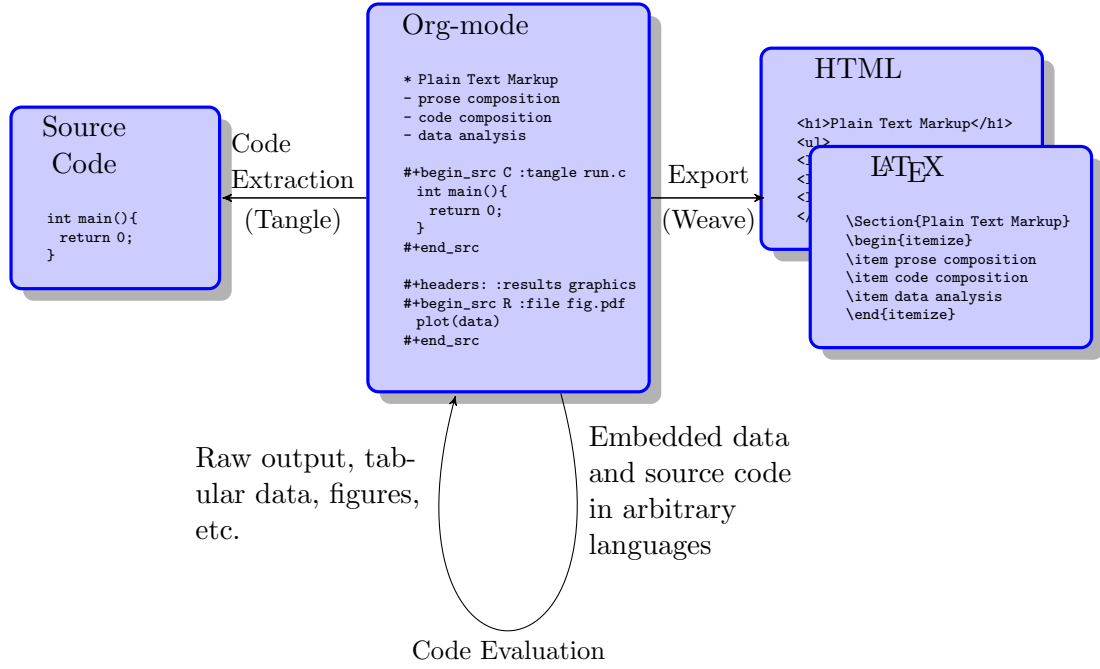 Org-mode
* Plain Text Markup
- prose composition
- code composition
- data analysis
#+begin_src C :tangle run.c
int main(){
return 0;
}
#+end_src
#+headers: :results graphics
#+begin_src R :file fig.pdf
plot(data)
#+end_src
Source
Code
int main(){
return 0;
}
Code
Extraction
(Tangle)
Export
(Weave)
HTML
<h1>Plain Text Markup</h1>
<ul>
<
<
<
</
LATEX
\Section{Plain Text Markup}
\begin{itemize}
\item prose composition
\item code composition
\item data analysis
\end{itemize}
Raw output, tab-
ular data, figures,
etc.
Embedded data
and source code
in arbitrary
languages
Code Evaluation